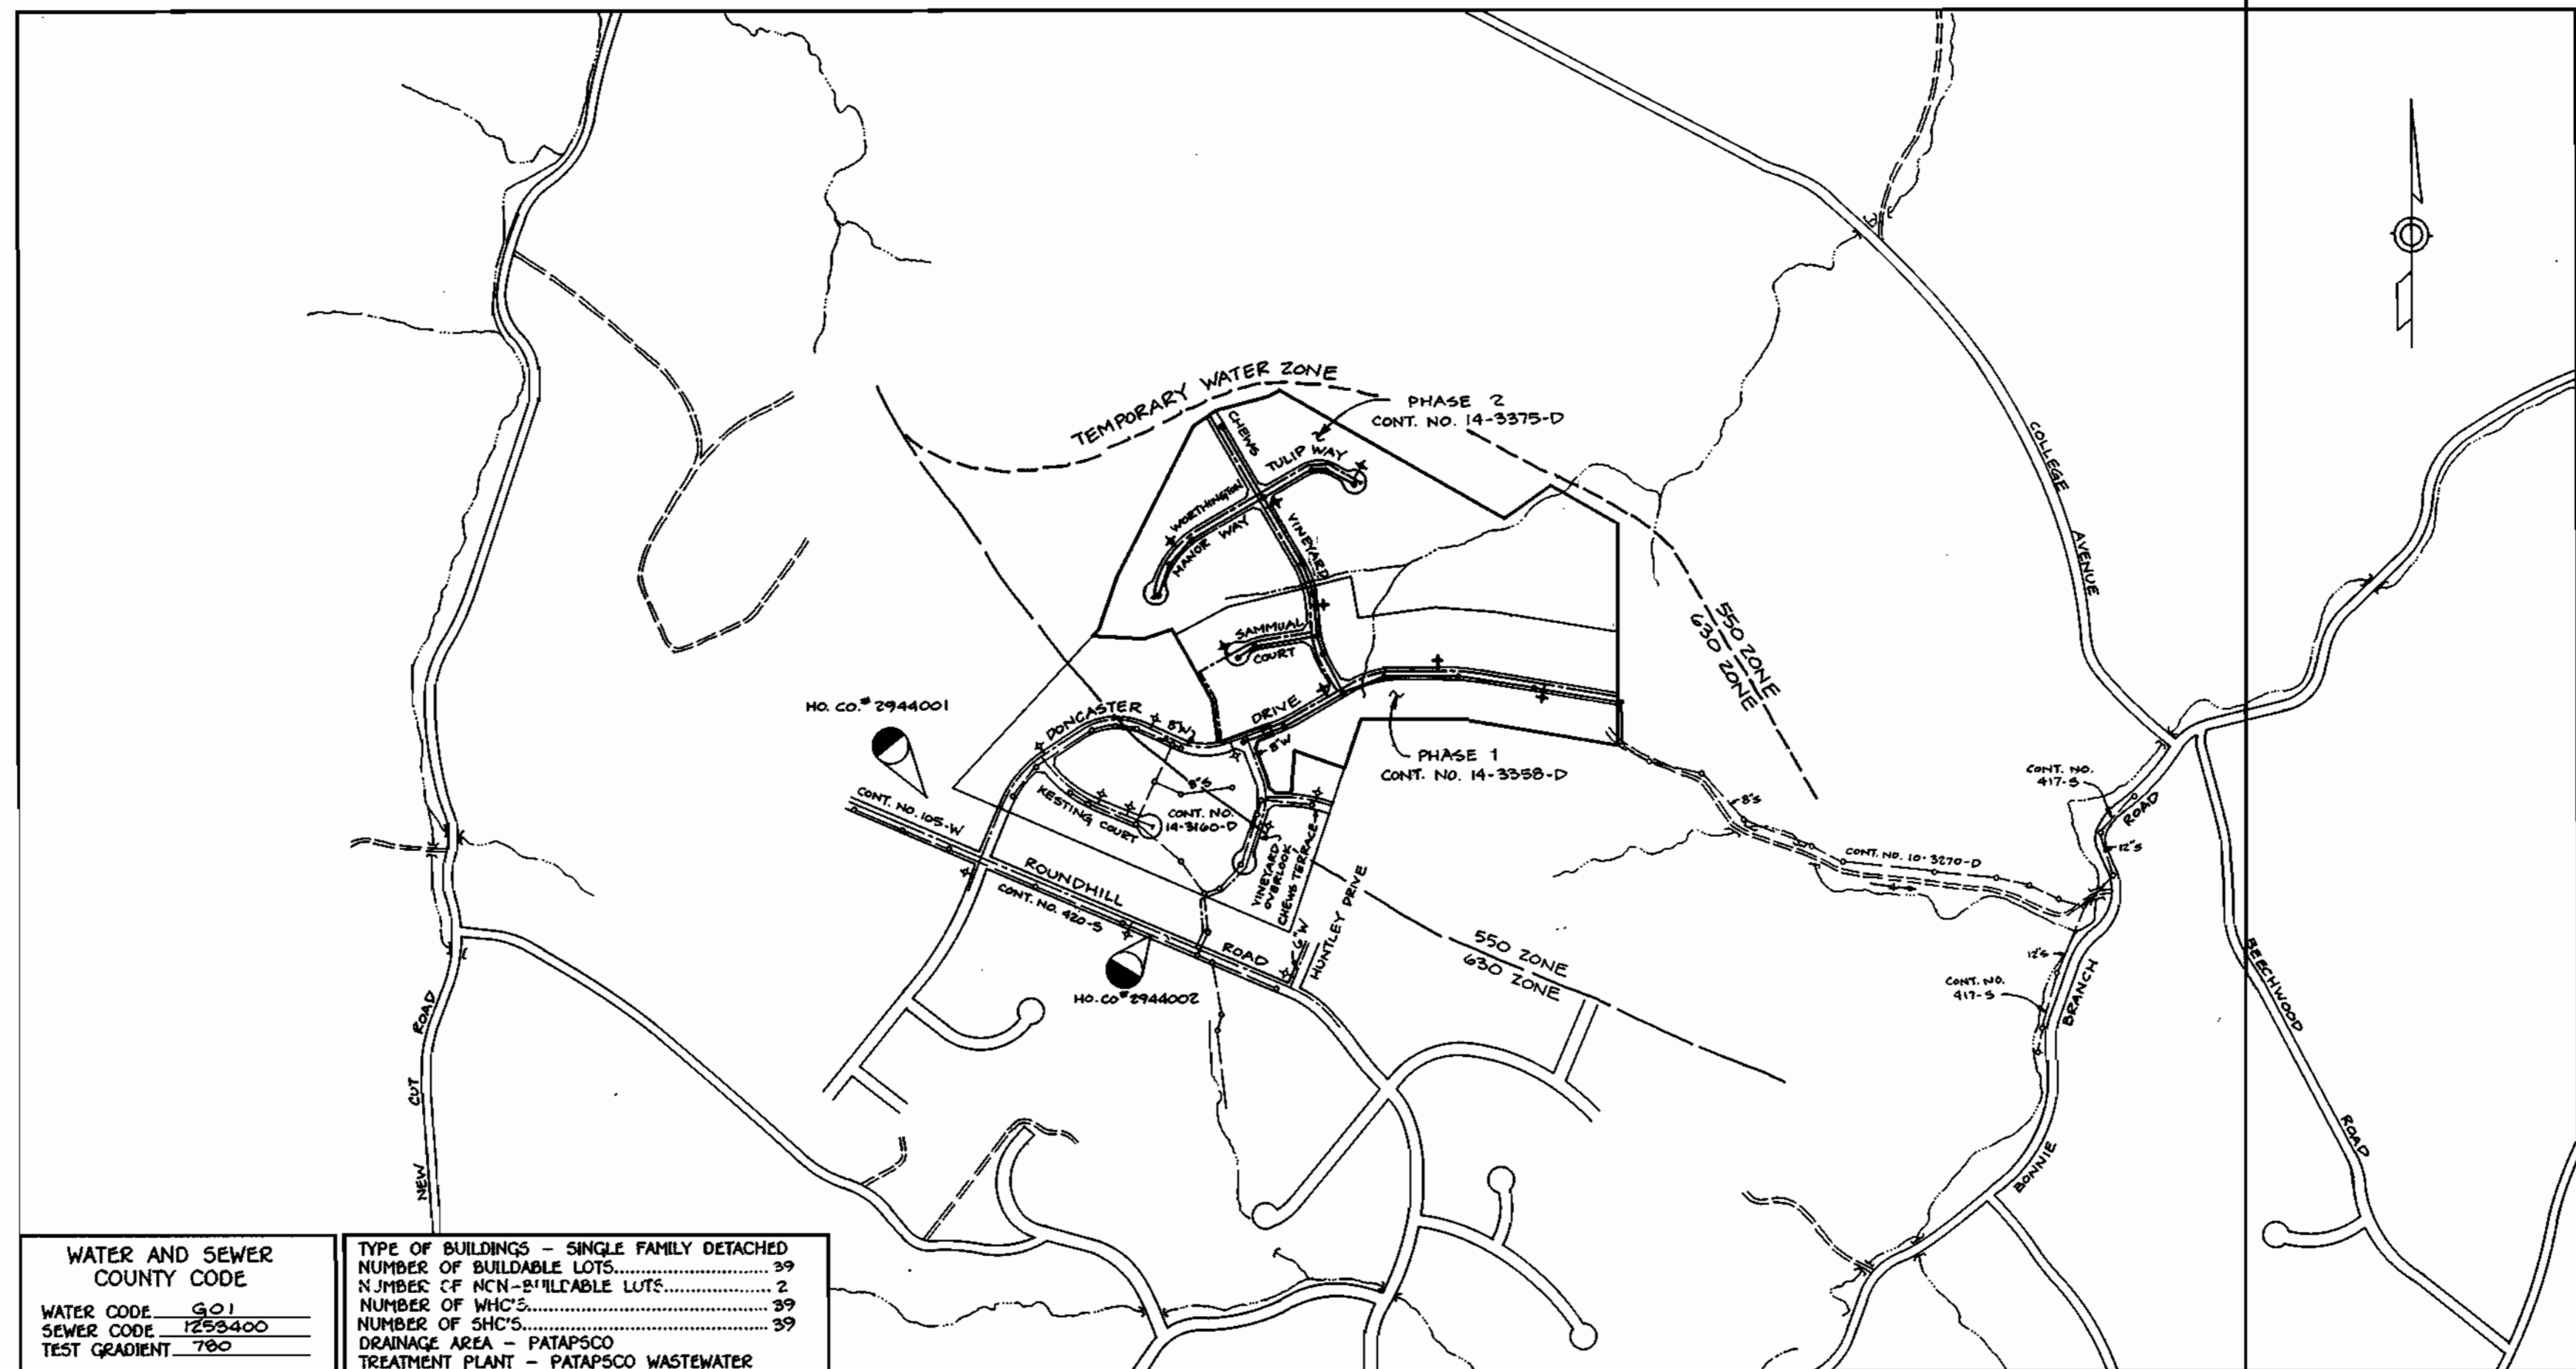 TEMPORARY WATER ZONE
PHASE 2
CONT. NO. 14-3375-D
CHEWS
TULIP WAY
WORTHINGTON
MANOR WAY
VINEYARD
COLLEGE
AVENUE
550 ZONE
630 ZONE
SAMMUAL
COURT
HO. CO.# 2944001
DONCASTER
8"W
DRIVE
8"W
PHASE 1
CONT. NO. 14-3358-D
CONT. NO.
417-S
ROAD
8"S
8"S
KESTING COURT
CONT. NO.
14-3160-D
CONT. NO. 105-W
12"S
CONT. NO. 10-3270-D
ROUNDHILL
VINEYARD
OVERLOOK
CHEWS TERRACE
HUNTLEY DRIVE
CONT. NO. 420-S
6"W
ROAD
550 ZONE
630 ZONE
12"S
BEECHWOOD
HO. CO# 2944002
CONT. NO.
417-S
BRANCH
ROAD
CUT
NEW
ROAD
BONNIE
WATER AND SEWER
COUNTY CODE
WATER CODE G01
SEWER CODE 1253400
TEST GRADIENT 780
TYPE OF BUILDINGS - SINGLE FAMILY DETACHED
NUMBER OF BUILDABLE LOTS............................ 39
NUMBER OF NON-BUILDABLE LOTS.................... 2
NUMBER OF WHC'S............................................. 39
NUMBER OF SHC'S.............................................. 39
DRAINAGE AREA - PATAPSCO
TREATMENT PLANT - PATAPSCO WASTEWATER